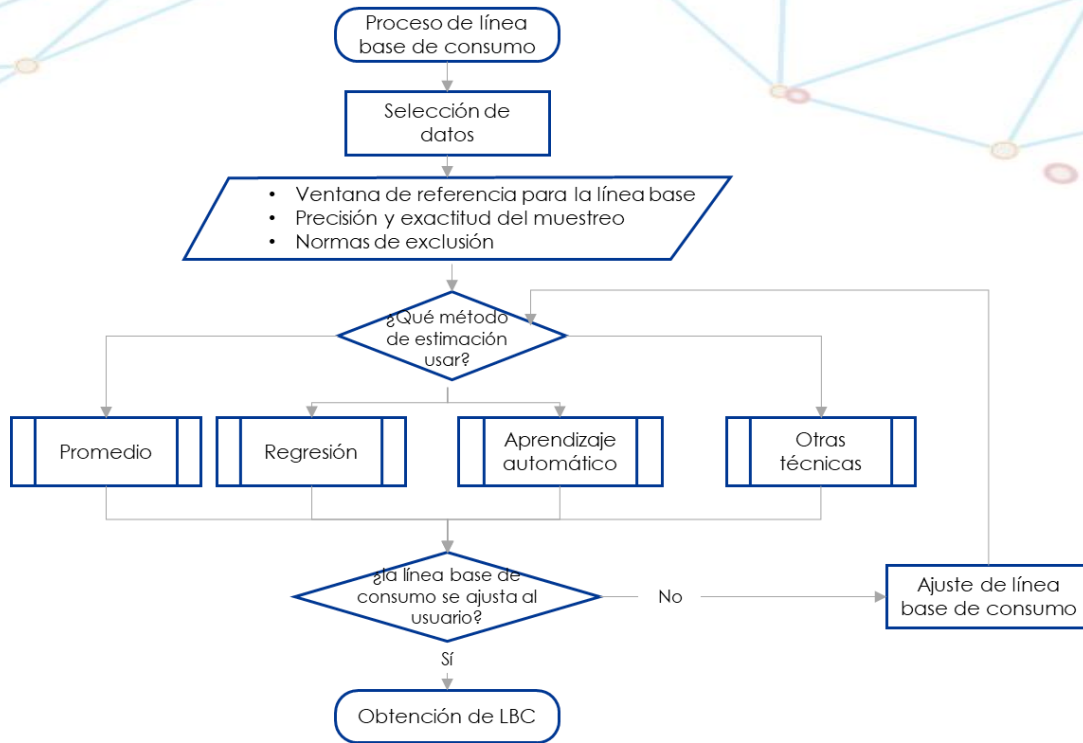 Proceso de línea
base de consumo
Selección de
datos
• Ventana de referencia para la línea base
• Precisión y exactitud del muestreo
• Normas de exclusión
¿Qué método
de estimación
usar?
Promedio
Regresión
Aprendizaje
automático
Otras
técnicas
¿la línea base de
consumo se ajusta al
usuario?
No
Ajuste de línea
base de consumo
Sí
Obtención de LBC